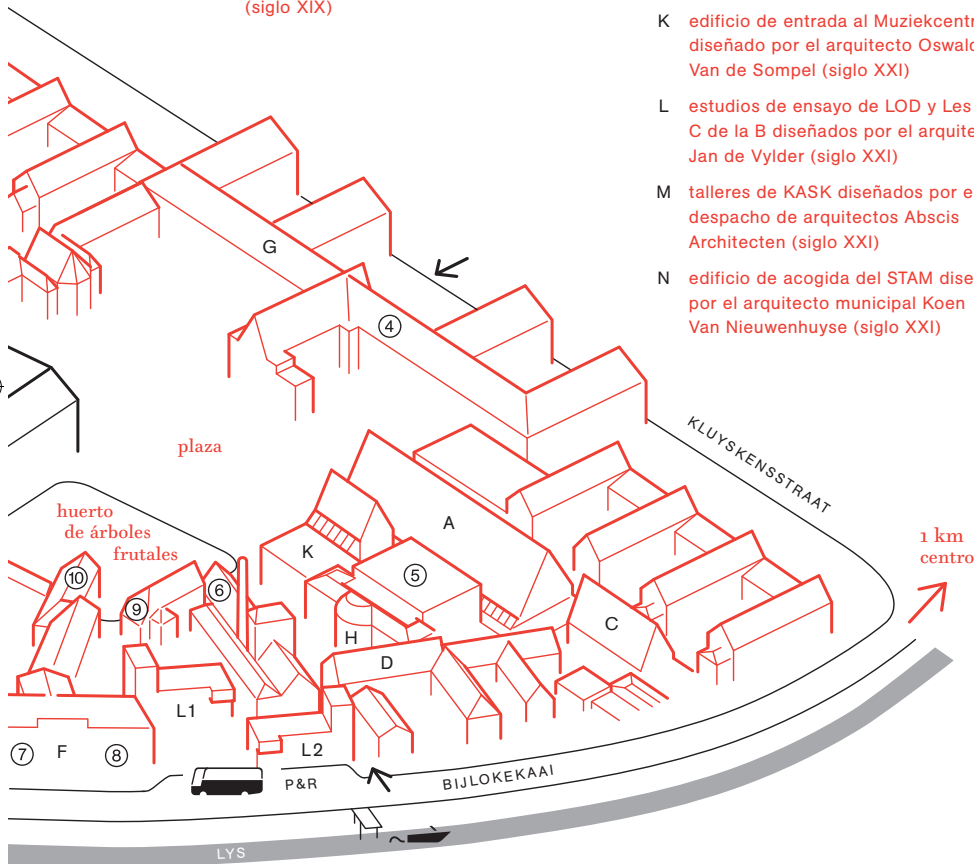 (siglo XIX)
K edificio de entrada al Muziekcentr
diseñado por el arquitecto Oswald
Van de Sompel (siglo XXI)
L estudios de ensayo de LOD y Les
C de la B diseñados por el arquite
Jan de Vylder (siglo XXI)
M talleres de KASK diseñados por e
despacho de arquitectos Abscis
Architecten (siglo XXI)
N edificio de acogida del STAM dise
por el arquitecto municipal Koen
Van Nieuwenhuyse (siglo XXI)
G
4
KLUYSKENSSTRAAT
plaza
huerto
de árboles
frutales
1 km
centro
A
K
5
10
9
6
H
C
D
L1
L2
7
F
8
P&R
BIJLOKEKAAI
LYS